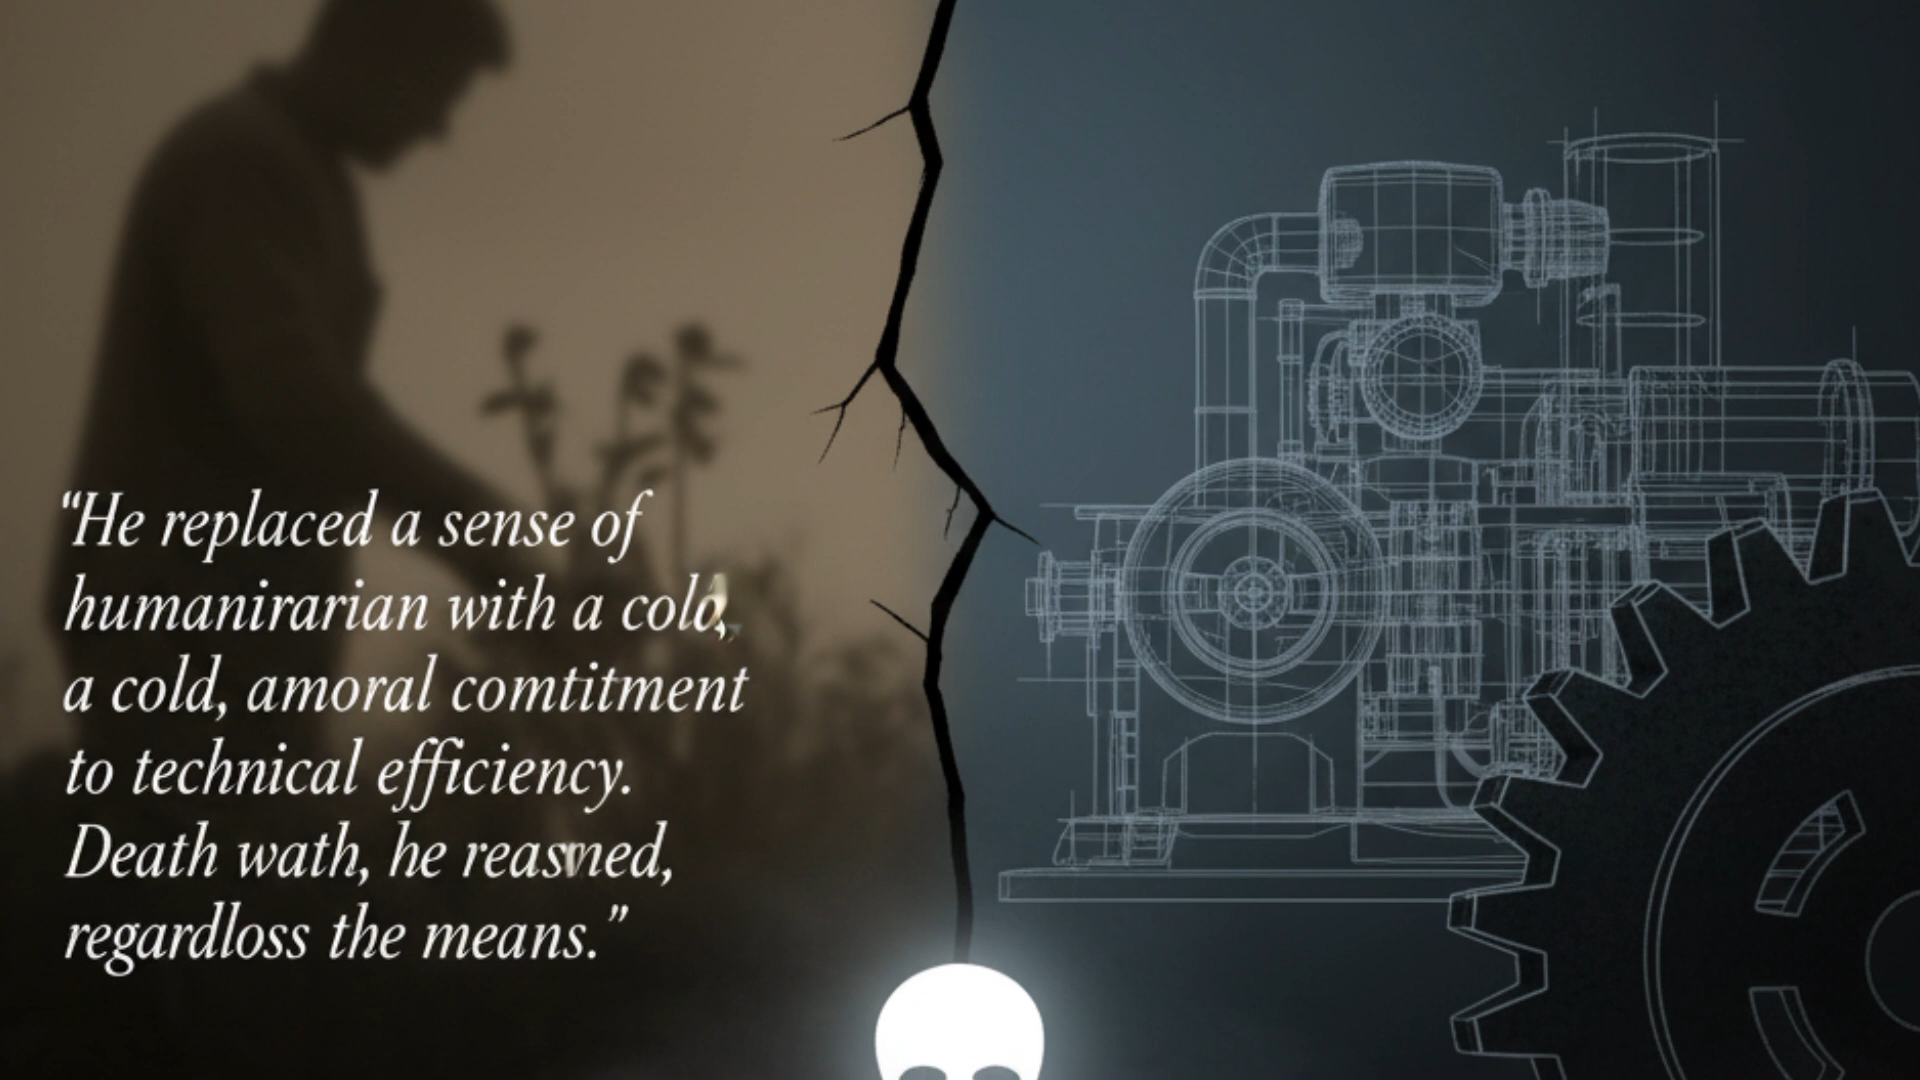 “He replaced a sense of
humanirarian with a cold,
a cold, amoral comtitment
to technical efficiency.
Death wath, he reasmed,
regardloss the means.”